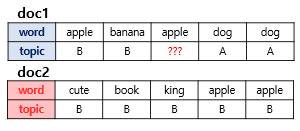 doc1
word apple banana apple dog dog
topic B B ??? A A
doc2
word cute book king apple apple
topic B B B B B